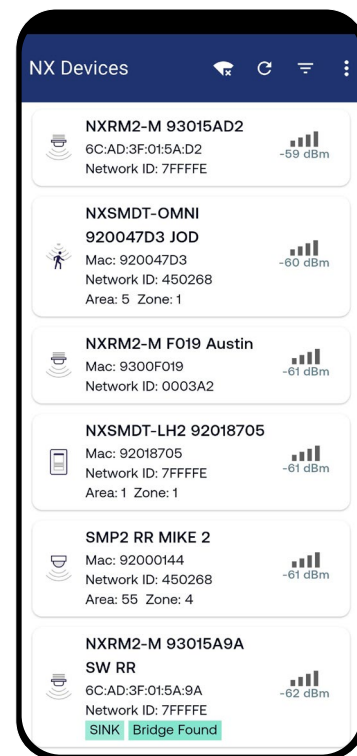 NX Devices
NXRM2-M 93015AD2
6C:AD:3F:01:5A:D2
Network ID: 7FFFFE
-59 dBm
NXSMDT-OMNI
920047D3 JOD
Mac: 920047D3
Network ID: 450268
Area: 5 Zone: 1
-60 dBm
NXRM2-M F019 Austin
Mac: 9300F019
Network ID: 0003A2
-61 dBm
NXSMDT-LH2 92018705
Mac: 92018705
Network ID: 7FFFFE
Area: 1 Zone: 1
-61 dBm
SMP2 RR MIKE 2
Mac: 92000144
Network ID: 450268
Area: 55 Zone: 4
-61 dBm
NXRM2-M 93015A9A
SW RR
6C:AD:3F:01:5A:9A
Network ID: 7FFFFE
SINK Bridge Found
-62 dBm